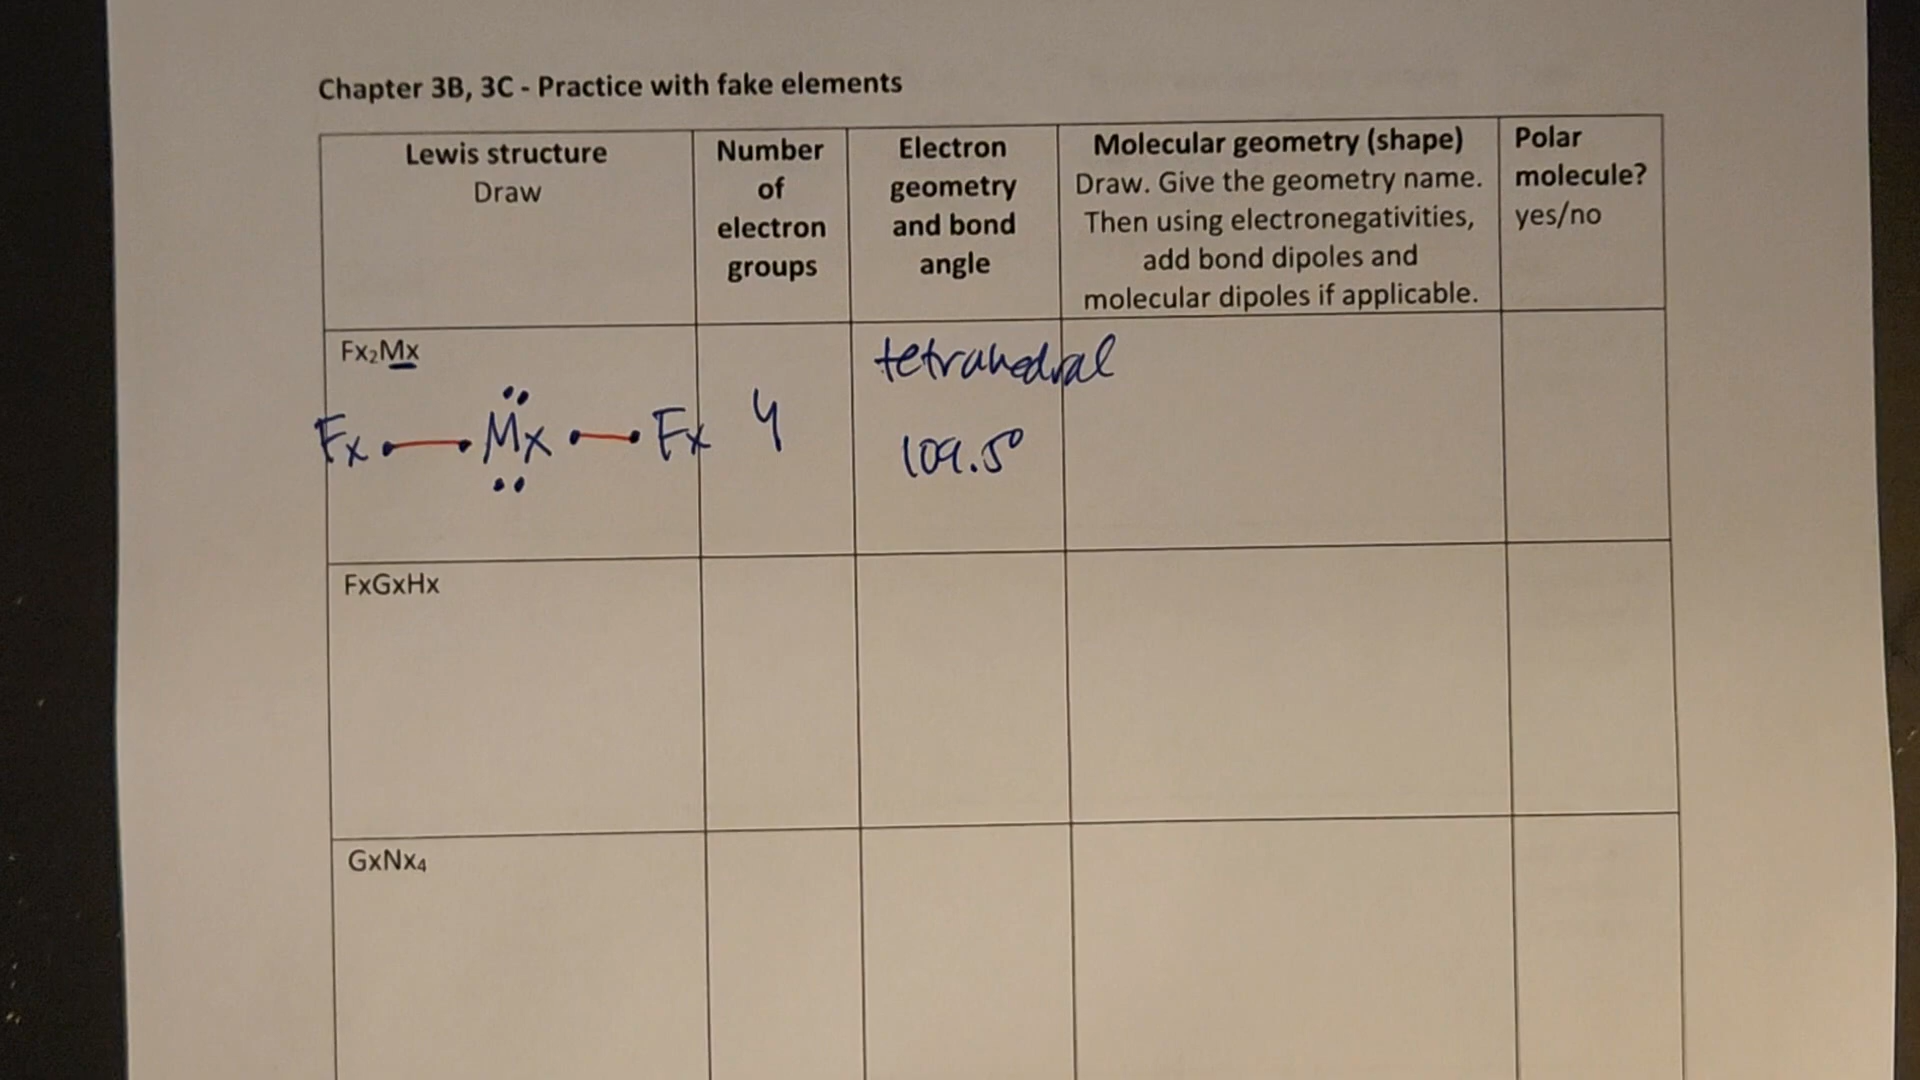 Chapter 3B, 3C - Practice with fake elements
Lewis structure
Draw
Number
of
electron
groups
Electron
geometry
and bond
angle
Molecular geometry (shape)
Draw. Give the geometry name.
Then using electronegativities,
add bond dipoles and
molecular dipoles if applicable.
Polar
molecule?
yes/no
Fx₂Mx
Fx Mx Fx
4
tetrahedral
109.5°
FxGxHx
GxNx₄